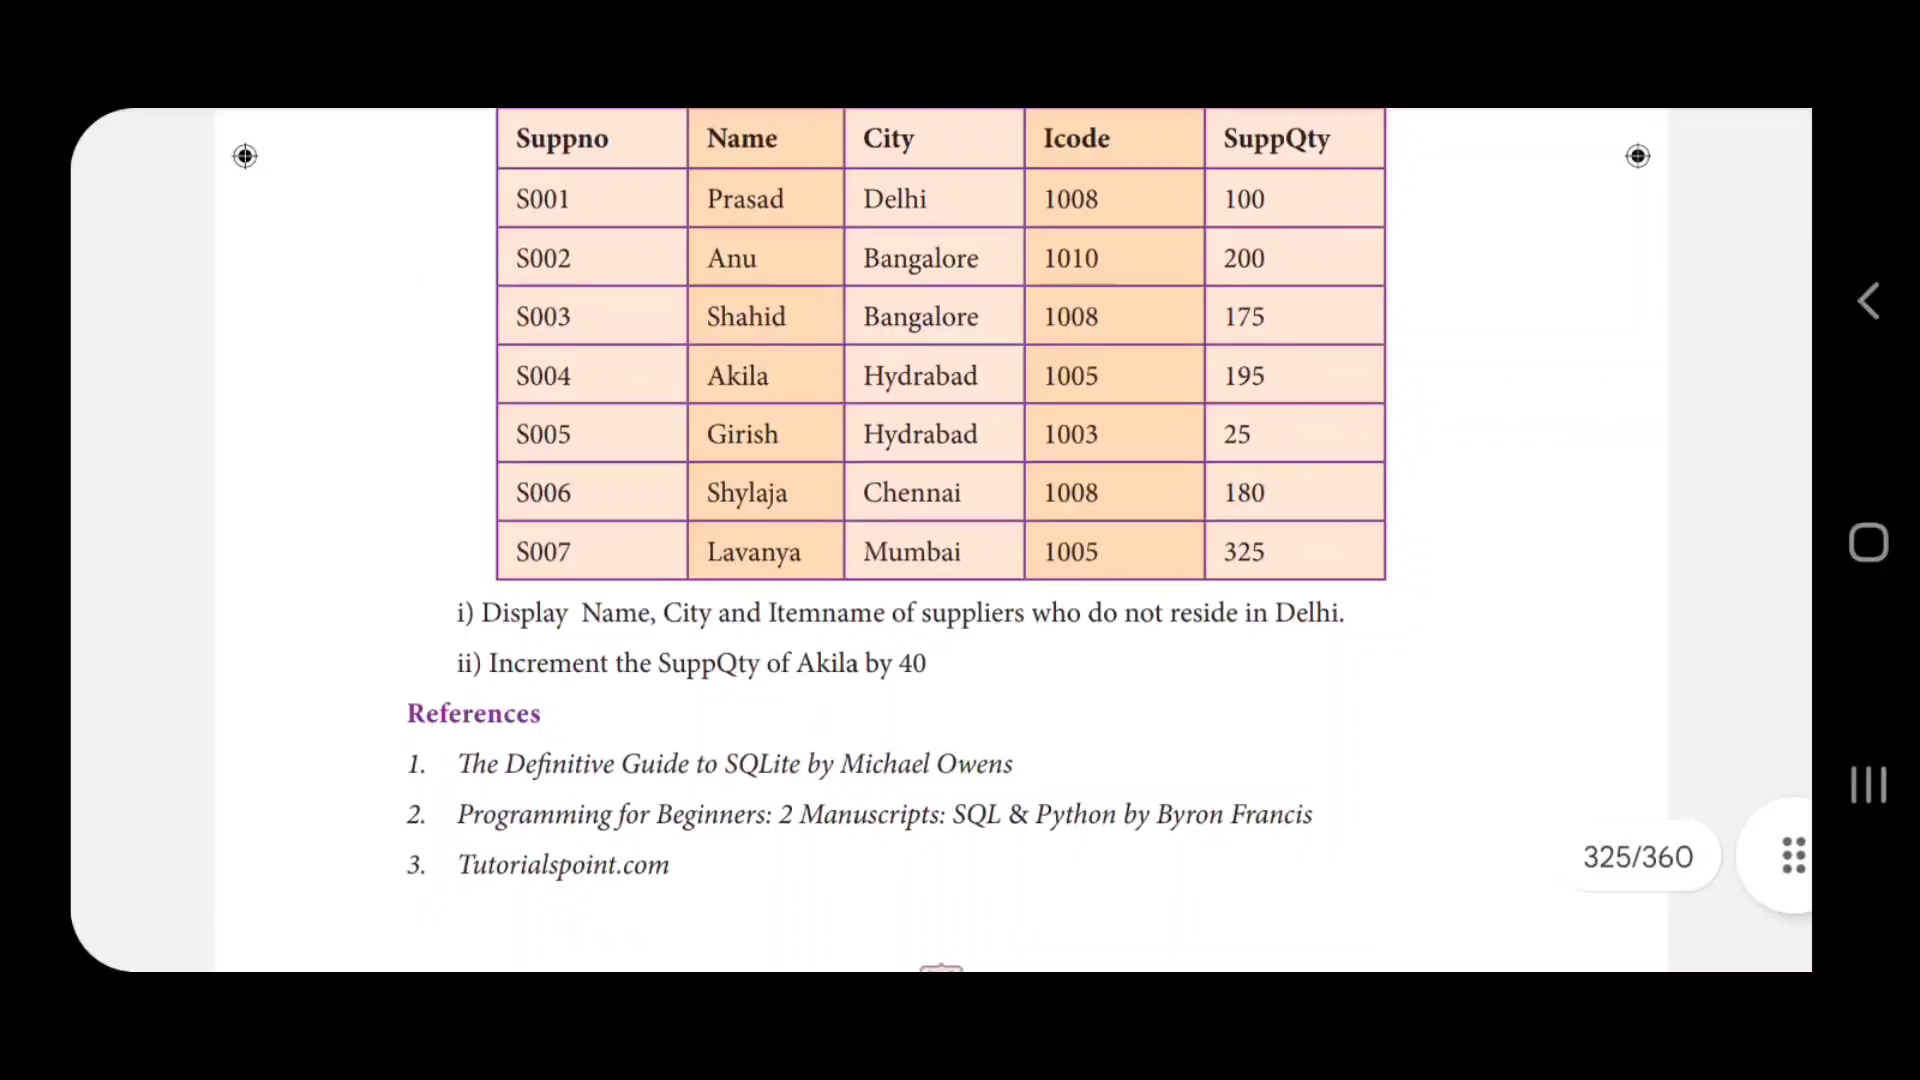 Suppno Name City Icode SuppQty
S001 Prasad Delhi 1008 100
S002 Anu Bangalore 1010 200
S003 Shahid Bangalore 1008 175
S004 Akila Hydrabad 1005 195
S005 Girish Hydrabad 1003 25
S006 Shylaja Chennai 1008 180
S007 Lavanya Mumbai 1005 325
i) Display Name, City and Itemname of suppliers who do not reside in Delhi.
ii) Increment the SuppQty of Akila by 40
References
1. The Definitive Guide to SQLite by Michael Owens
2. Programming for Beginners: 2 Manuscripts: SQL & Python by Byron Francis
3. Tutorialspoint.com
325/360